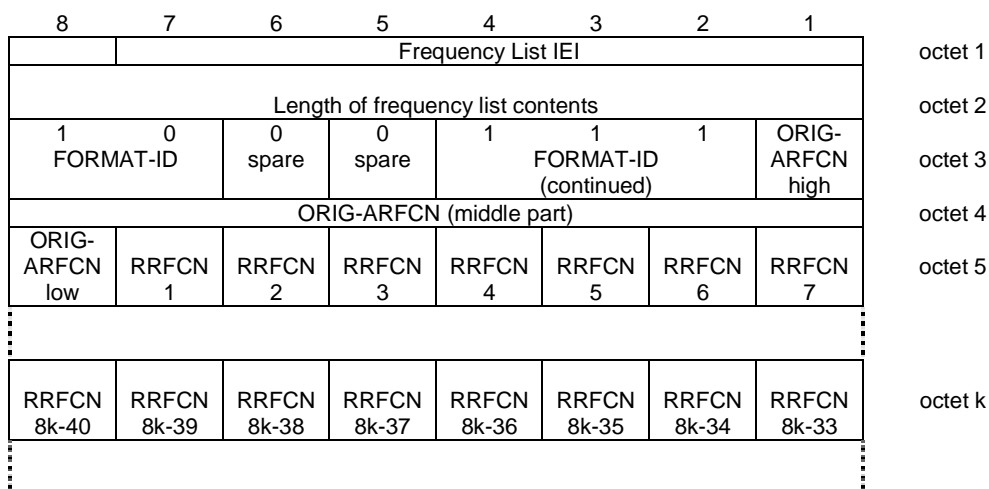 8 7 6 5 4 3 2 1
Frequency List IEI octet 1
Length of frequency list contents octet 2
1 0 0 0 1 1 1 ORIG-
FORMAT-ID spare spare FORMAT-ID ARFCN octet 3
(continued) high
ORIG-ARFCN (middle part) octet 4
ORIG-
ARFCN RRFCN RRFCN RRFCN RRFCN RRFCN RRFCN RRFCN octet 5
low 1 2 3 4 5 6 7
RRFCN RRFCN RRFCN RRFCN RRFCN RRFCN RRFCN RRFCN octet k
8k-40 8k-39 8k-38 8k-37 8k-36 8k-35 8k-34 8k-33